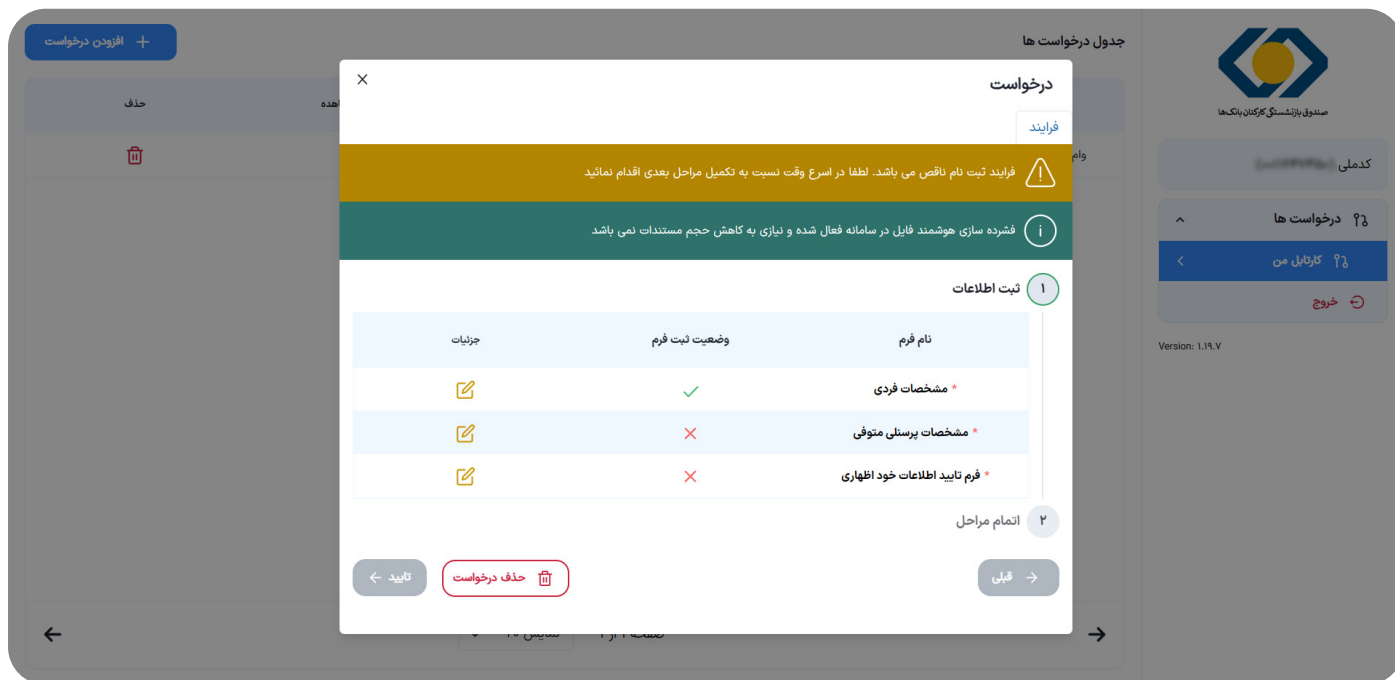 صندوق بازنشستگی کارکنان بانک‌ها
کدملی
درخواست ها
کارتابل من
خروج
Version: 1.19.7
جدول درخواست ها
افزودن درخواست
حذف
وام
درخواست
فرایند
فرایند ثبت نام ناقص می باشد. لطفا در اسرع وقت نسبت به تکمیل مراحل بعدی اقدام نمائید
فشرده سازی هوشمند فایل در سامانه فعال شده و نیازی به کاهش حجم مستندات نمی باشد
۱ ثبت اطلاعات
نام فرم وضعیت ثبت فرم جزئیات
* مشخصات فردی
* مشخصات پرسنلی متوفی
* فرم تایید اطلاعات خود اظهاری
۲ اتمام مراحل
قبلی حذف درخواست تایید